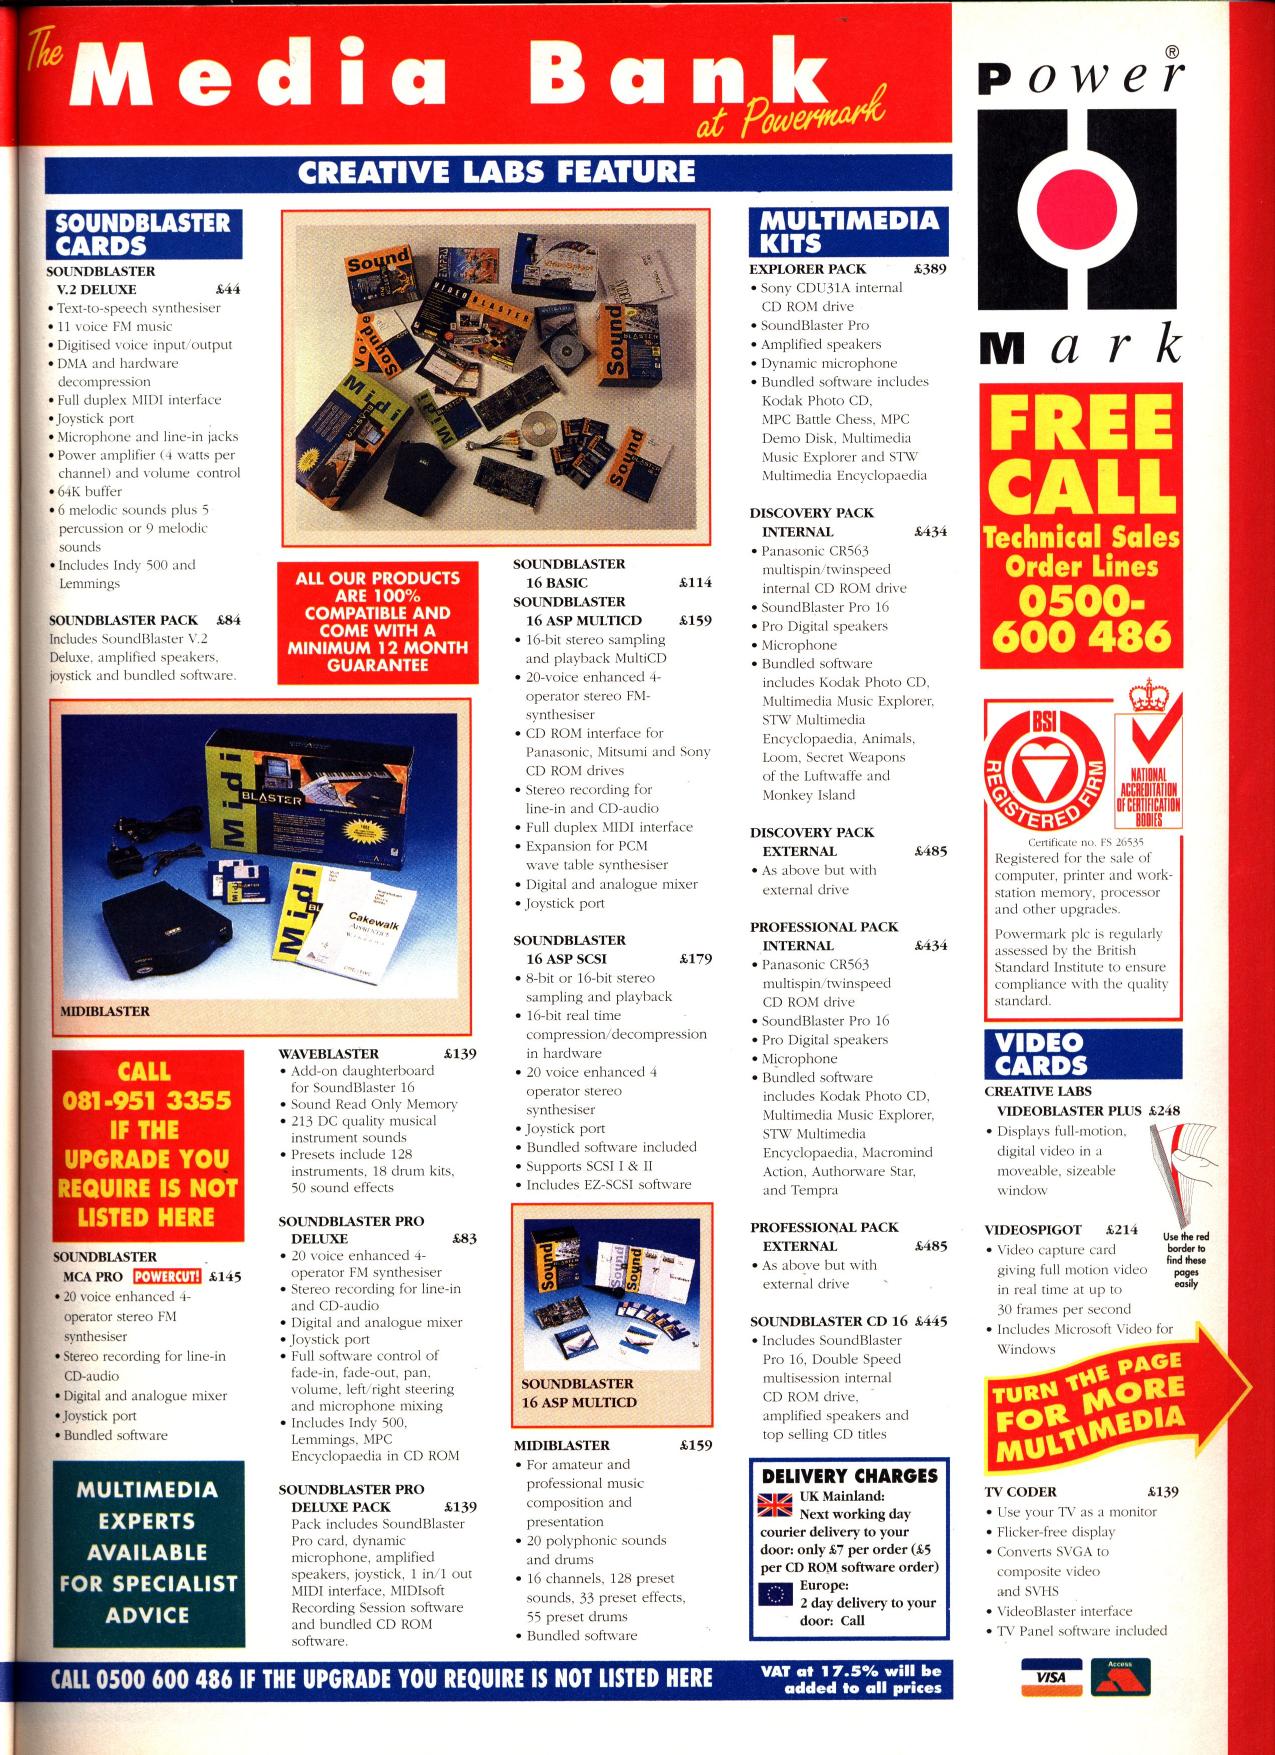 The
Media Bank
at Powermark
CREATIVE LABS FEATURE
SOUNDBLASTER
CARDS
SOUNDBLASTER
V.2 DELUXE £44
• Text-to-speech synthesiser
• 11 voice FM music
• Digitised voice input/output
• DMA and hardware
decompression
• Full duplex MIDI interface
• Joystick port
• Microphone and line-in jacks
• Power amplifier (4 watts per
channel) and volume control
• 64K buffer
• 6 melodic sounds plus 5
percussion or 9 melodic
sounds
• Includes Indy 500 and
Lemmings
SOUNDBLASTER PACK £84
Includes SoundBlaster V.2
Deluxe, amplified speakers,
joystick and bundled software.
ALL OUR PRODUCTS
ARE 100%
COMPATIBLE AND
COME WITH A
MINIMUM 12 MONTH
GUARANTEE
Midi
BLASTER
Midi
Cakewalk
APPRENTICE
MIDIBLASTER
CALL
081-951 3355
IF THE
UPGRADE YOU
REQUIRE IS NOT
LISTED HERE
SOUNDBLASTER
MCA PRO POWERCUT! £145
• 20 voice enhanced 4-
operator stereo FM
synthesiser
• Stereo recording for line-in
CD-audio
• Digital and analogue mixer
• Joystick port
• Bundled software
MULTIMEDIA
EXPERTS
AVAILABLE
FOR SPECIALIST
ADVICE
WAVEBLASTER £139
• Add-on daughterboard
for SoundBlaster 16
• Sound Read Only Memory
• 213 DC quality musical
instrument sounds
• Presets include 128
instruments, 18 drum kits,
50 sound effects
SOUNDBLASTER PRO
DELUXE £83
• 20 voice enhanced 4-
operator FM synthesiser
• Stereo recording for line-in
and CD-audio
• Digital and analogue mixer
• Joystick port
• Full software control of
fade-in, fade-out, pan,
volume, left/right steering
and microphone mixing
• Includes Indy 500,
Lemmings, MPC
Encyclopaedia in CD ROM
SOUNDBLASTER PRO
DELUXE PACK £139
Pack includes SoundBlaster
Pro card, dynamic
microphone, amplified
speakers, joystick, 1 in/1 out
MIDI interface, MIDIsoft
Recording Session software
and bundled CD ROM
software.
Sound
VIDEO BLASTER
Sound
Midi
Midi
Sound
SOUNDBLASTER
16 BASIC £114
SOUNDBLASTER
16 ASP MULTICD £159
• 16-bit stereo sampling
and playback MultiCD
• 20-voice enhanced 4-
operator stereo FM-
synthesiser
• CD ROM interface for
Panasonic, Mitsumi and Sony
CD ROM drives
• Stereo recording for
line-in and CD-audio
• Full duplex MIDI interface
• Expansion for PCM
wave table synthesiser
• Digital and analogue mixer
• Joystick port
SOUNDBLASTER
16 ASP SCSI £179
• 8-bit or 16-bit stereo
sampling and playback
• 16-bit real time
compression/decompression
in hardware
• 20 voice enhanced 4
operator stereo
synthesiser
• Joystick port
• Bundled software included
• Supports SCSI I & II
• Includes EZ-SCSI software
Sound
Sound
SOUNDBLASTER
16 ASP MULTICD
MIDIBLASTER £159
• For amateur and
professional music
composition and
presentation
• 20 polyphonic sounds
and drums
• 16 channels, 128 preset
sounds, 33 preset effects,
55 preset drums
• Bundled software
MULTIMEDIA
KITS
EXPLORER PACK £389
• Sony CDU31A internal
CD ROM drive
• SoundBlaster Pro
• Amplified speakers
• Dynamic microphone
• Bundled software includes
Kodak Photo CD,
MPC Battle Chess, MPC
Demo Disk, Multimedia
Music Explorer and STW
Multimedia Encyclopaedia
DISCOVERY PACK
INTERNAL £434
• Panasonic CR563
multispin/twinspeed
internal CD ROM drive
• SoundBlaster Pro 16
• Pro Digital speakers
• Microphone
• Bundled software
includes Kodak Photo CD,
Multimedia Music Explorer,
STW Multimedia
Encyclopaedia, Animals,
Loom, Secret Weapons
of the Luftwaffe and
Monkey Island
DISCOVERY PACK
EXTERNAL £485
• As above but with
external drive
PROFESSIONAL PACK
INTERNAL £434
• Panasonic CR563
multispin/twinspeed
CD ROM drive
• SoundBlaster Pro 16
• Pro Digital speakers
• Microphone
• Bundled software
includes Kodak Photo CD,
Multimedia Music Explorer,
STW Multimedia
Encyclopaedia, Macromind
Action, Authorware Star,
and Tempra
PROFESSIONAL PACK
EXTERNAL £485
• As above but with
external drive
SOUNDBLASTER CD 16 £445
• Includes SoundBlaster
Pro 16, Double Speed
multisession internal
CD ROM drive,
amplified speakers and
top selling CD titles
DELIVERY CHARGES
UK Mainland:
Next working day
courier delivery to your
door: only £7 per order (£5
per CD ROM software order)
Europe:
2 day delivery to your
door: Call
Power®
Mark
FREE
CALL
Technical Sales
Order Lines
0500-
600 486
BSI
REGISTERED FIRM
NATIONAL
ACCREDITATION
OF CERTIFICATION
BODIES
Certificate no. FS 26535
Registered for the sale of
computer, printer and work-
station memory, processor
and other upgrades.
Powermark plc is regularly
assessed by the British
Standard Institute to ensure
compliance with the quality
standard.
VIDEO
CARDS
CREATIVE LABS
VIDEOBLASTER PLUS £248
• Displays full-motion,
digital video in a
moveable, sizeable
window
VIDEOSPIGOT £214
• Video capture card
giving full motion video
in real time at up to
30 frames per second
• Includes Microsoft Video for
Windows
Use the red
border to
find these
pages
easily
TURN THE PAGE
FOR MORE
MULTIMEDIA
TV CODER £139
• Use your TV as a monitor
• Flicker-free display
• Converts SVGA to
composite video
and SVHS
• VideoBlaster interface
• TV Panel software included
VISA
Access
CALL 0500 600 486 IF THE UPGRADE YOU REQUIRE IS NOT LISTED HERE
VAT at 17.5% will be
added to all prices